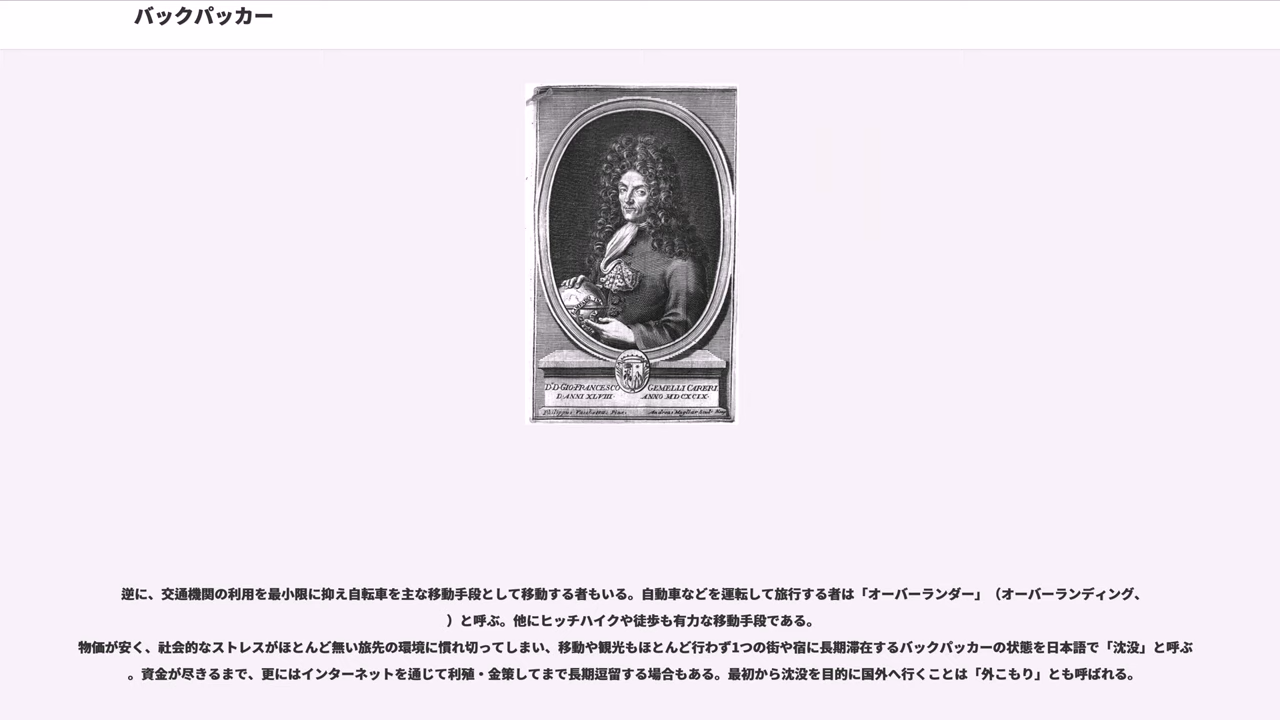 バックパッカー
D. D. GIO. FRANCESCO GEMELLI CARERI.
D'ANNI XLVIII. ANNO MDCXCIX.
逆に、交通機関の利用を最小限に抑え自転車を主な移動手段として移動する者もいる。自動車などを運転して旅行する者は「オーバーランダー」（オーバーランディング、
）と呼ぶ。他にヒッチハイクや徒歩も有力な移動手段である。
物価が安く、社会的なストレスがほとんど無い旅先の環境に慣れ切ってしまい、移動や観光もほとんど行わず1つの街や宿に長期滞在するバックパッカーの状態を日本語で「沈没」と呼ぶ
。資金が尽きるまで、更にはインターネットを通じて利殖・金策してまで長期逗留する場合もある。最初から沈没を目的に国外へ行くことは「外こもり」とも呼ばれる。